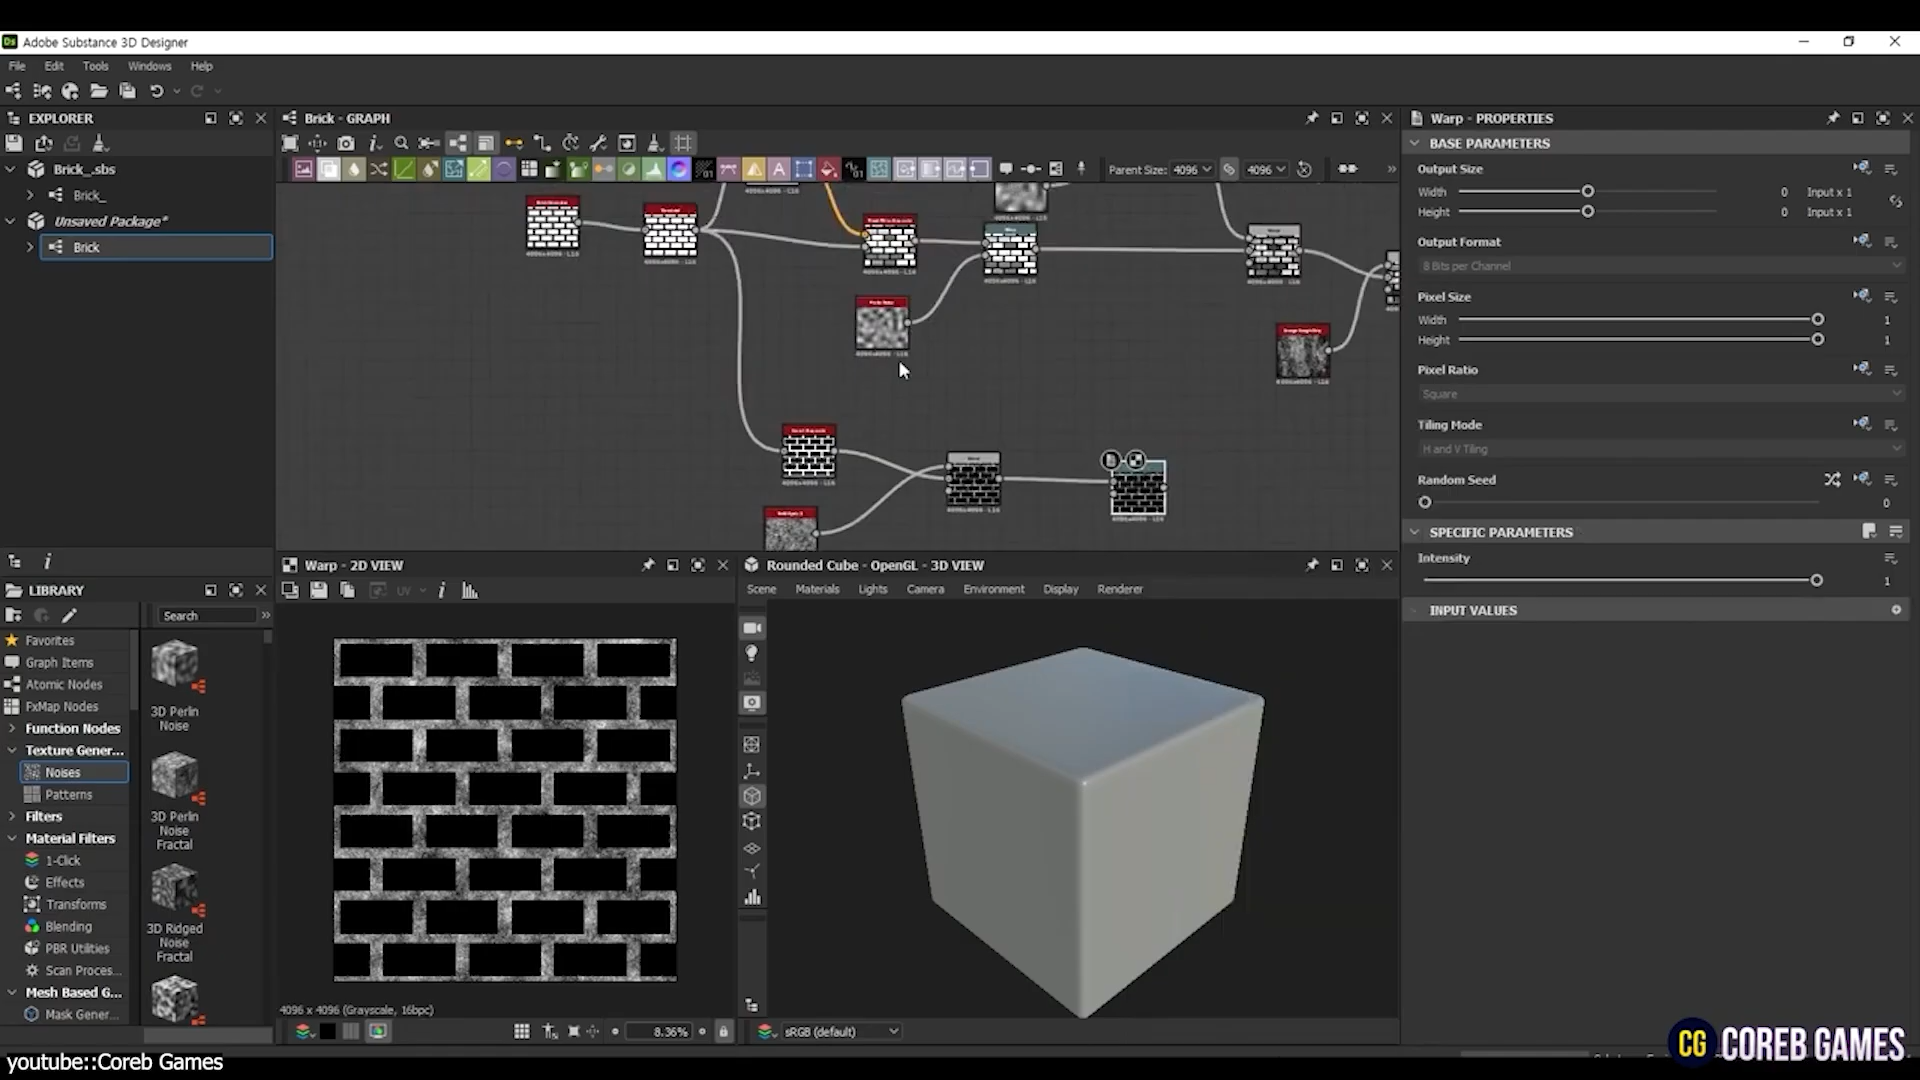 Adobe Substance 3D Designer
File Edit Tools Windows Help
EXPLORER
Brick_.sbs
Brick_
Unsaved Package*
Brick
Brick - GRAPH
Parent Size: 4096 4096
Warp - PROPERTIES
BASE PARAMETERS
Output Size
Width 0 Input x 1
Height 0 Input x 1
Output Format
8 Bits per Channel
Pixel Size
Width 1
Height 1
Pixel Ratio
Square
Tiling Mode
H and V Tiling
Random Seed
0
SPECIFIC PARAMETERS
Intensity
1
INPUT VALUES
LIBRARY
Search
Favorites
Graph Items
Atomic Nodes
FxMap Nodes
Function Nodes
Texture Gener...
Noises
Patterns
Filters
Material Filters
1-Click
Effects
Transforms
Blending
PBR Utilities
Scan Proces...
Mesh Based G...
Mask Gener...
3D Perlin
Noise
3D Perlin
Noise
Fractal
3D Ridged
Noise
Fractal
Warp - 2D VIEW
UV
4096 x 4096 (Grayscale, 16bpc)
8.36%
Rounded Cube - OpenGL - 3D VIEW
Scene Materials Lights Camera Environment Display Renderer
sRGB (default)
youtube::Coreb Games
CG COREB GAMES